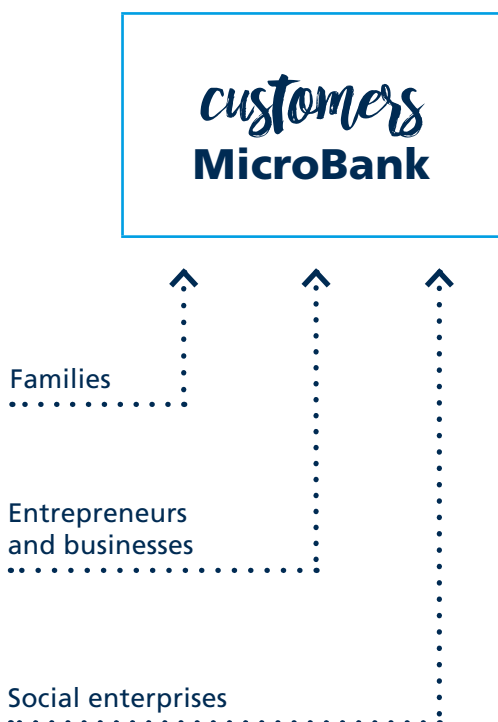 customers
MicroBank
Families
Entrepreneurs
and businesses
Social enterprises